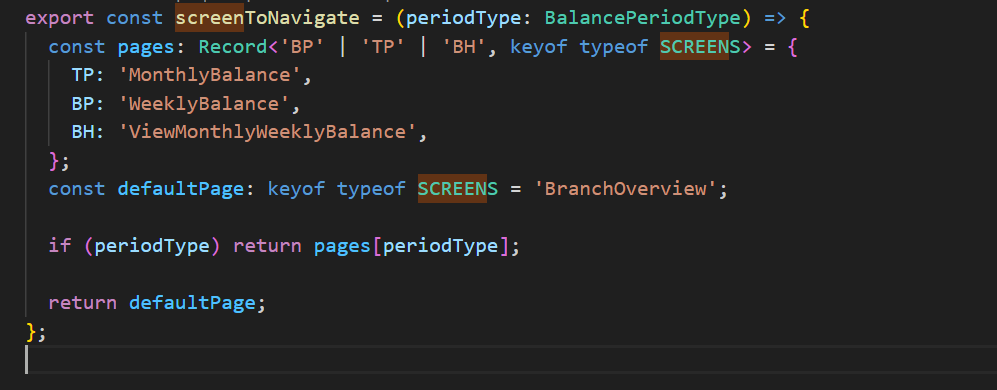 export const screenToNavigate = (periodType: BalancePeriodType) => {
  const pages: Record<'BP' | 'TP' | 'BH', keyof typeof SCREENS> = {
    TP: 'MonthlyBalance',
    BP: 'WeeklyBalance',
    BH: 'ViewMonthlyWeeklyBalance',
  };
  const defaultPage: keyof typeof SCREENS = 'BranchOverview';
  if (periodType) return pages[periodType];
  return defaultPage;
};